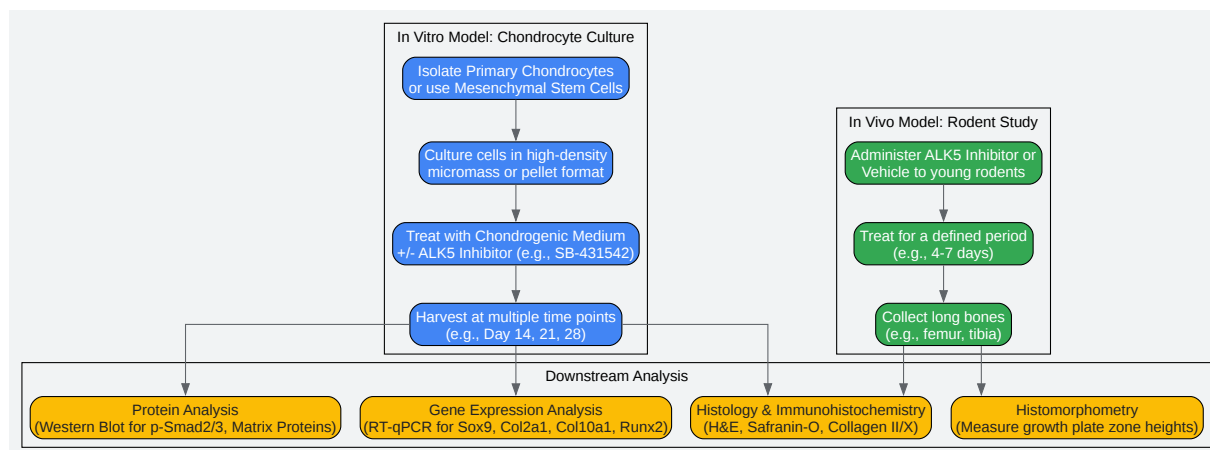 In Vitro Model: Chondrocyte Culture
Isolate Primary Chondrocytes
or use Mesenchymal Stem Cells
Culture cells in high-density
micromass or pellet format
Treat with Chondrogenic Medium
+/- ALK5 Inhibitor (e.g., SB-431542)
Harvest at multiple time points
(e.g., Day 14, 21, 28)
In Vivo Model: Rodent Study
Administer ALK5 Inhibitor or
Vehicle to young rodents
Treat for a defined period
(e.g., 4-7 days)
Collect long bones
(e.g., femur, tibia)
Downstream Analysis
Protein Analysis
(Western Blot for p-Smad2/3, Matrix Proteins)
Gene Expression Analysis
(RT-qPCR for Sox9, Col2a1, Col10a1, Runx2)
Histology & Immunohistochemistry
(H&E, Safranin-O, Collagen II/X)
Histomorphometry
(Measure growth plate zone heights)